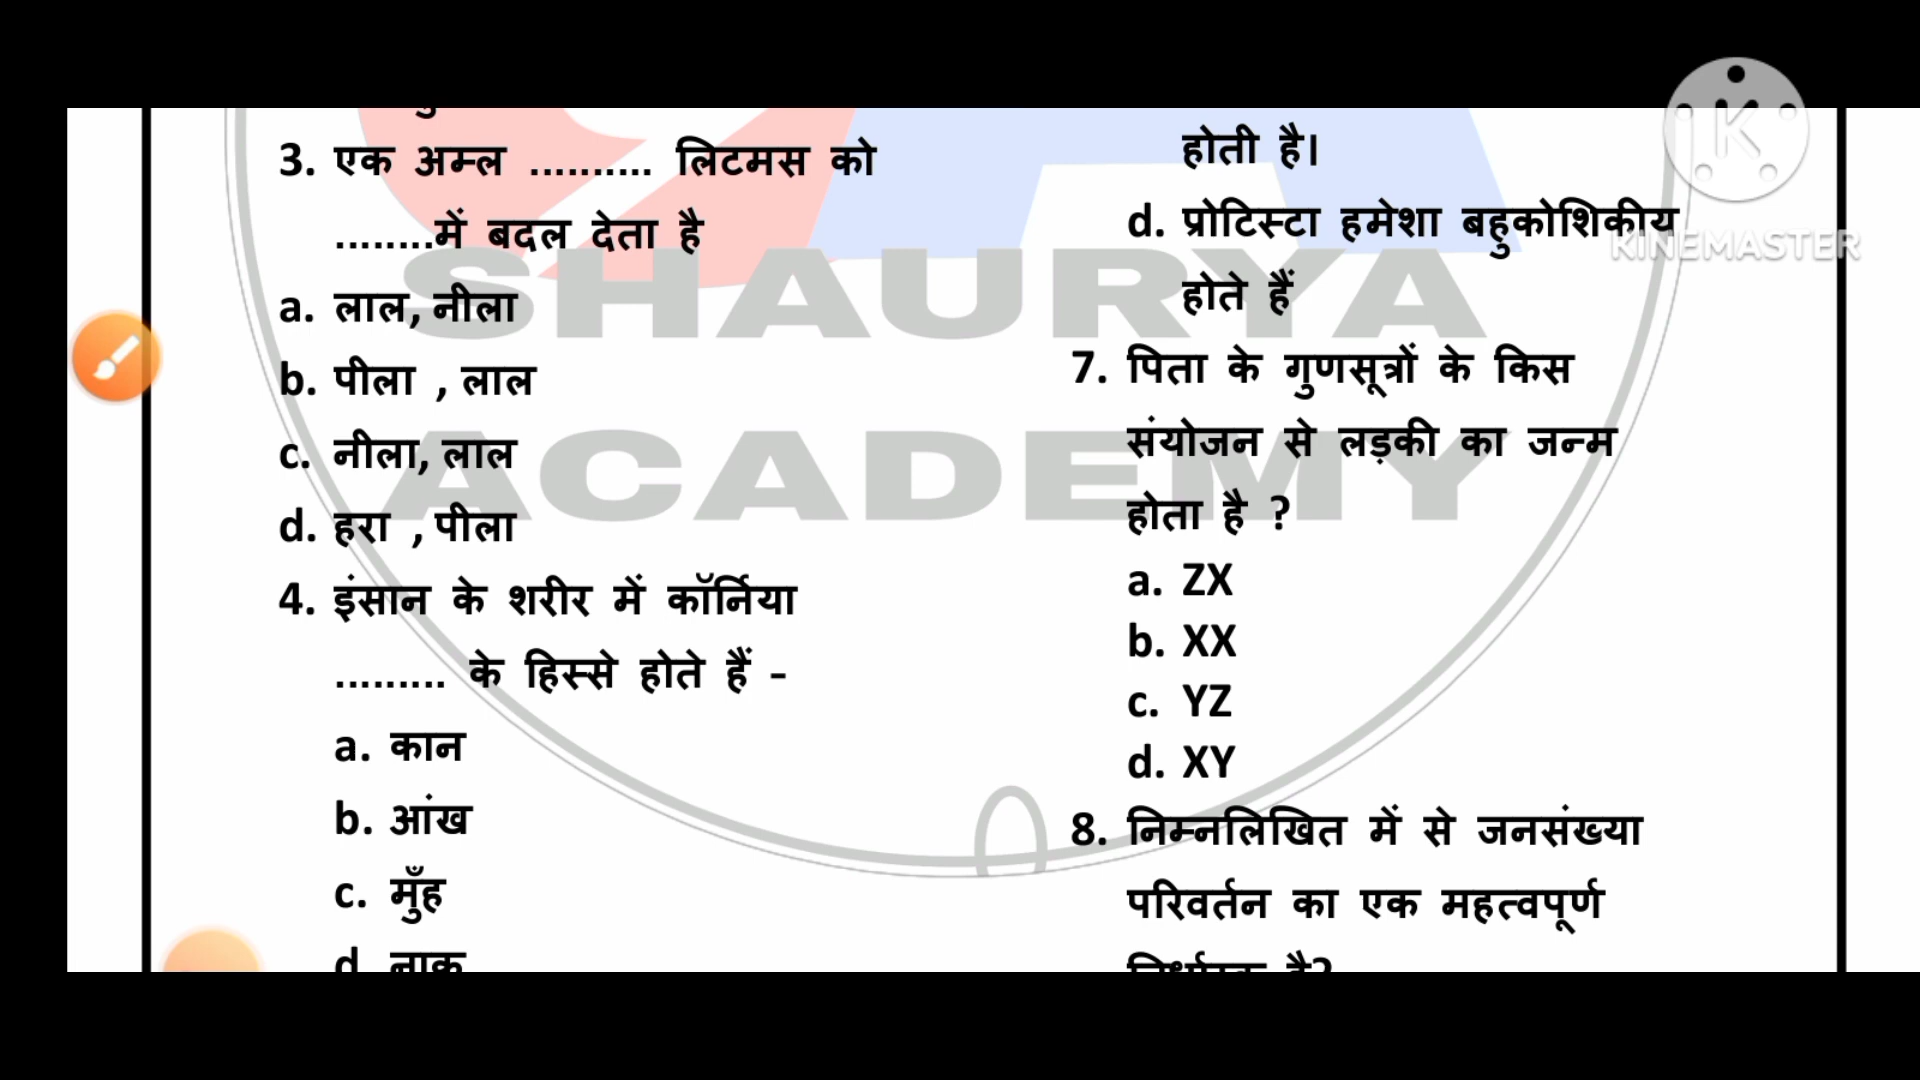 3. एक अम्ल .......... लिटमस को
........में बदल देता है
a. लाल, नीला
b. पीला , लाल
c. नीला, लाल
d. हरा , पीला
4. इंसान के शरीर में कॉर्निया
......... के हिस्से होते हैं -
a. कान
b. आंख
c. मुँह
d. नाक
होती है।
d. प्रोटिस्टा हमेशा बहुकोशिकीय
होते हैं
7. पिता के गुणसूत्रों के किस
संयोजन से लड़की का जन्म
होता है ?
a. ZX
b. XX
c. YZ
d. XY
8. निम्नलिखित में से जनसंख्या
परिवर्तन का एक महत्वपूर्ण
निर्धारक है?
SHAURYA
ACADEMY
K
KINEMASTER